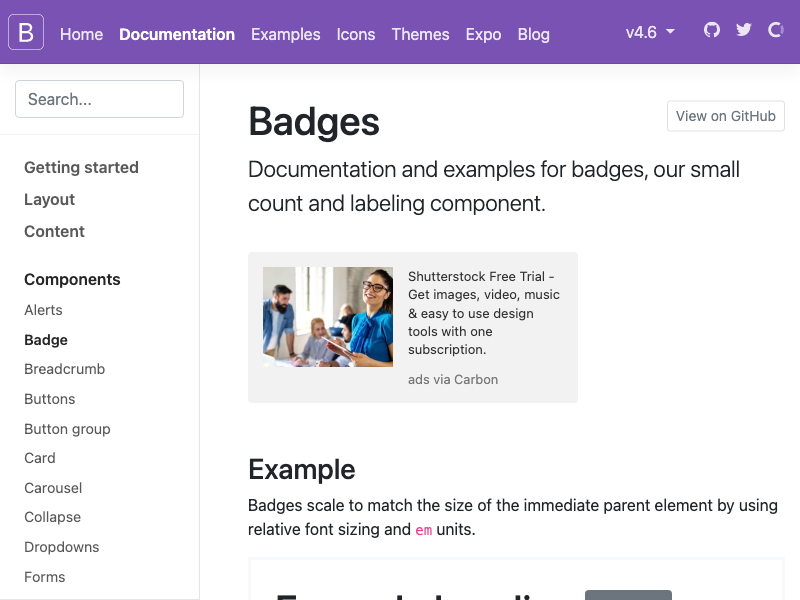 B Home Documentation Examples Icons Themes Expo Blog v4.6
Search...
Getting started
Layout
Content
Components
Alerts
Badge
Breadcrumb
Buttons
Button group
Card
Carousel
Collapse
Dropdowns
Forms
Badges
View on GitHub
Documentation and examples for badges, our small
count and labeling component.
Shutterstock Free Trial -
Get images, video, music
& easy to use design
tools with one
subscription.
ads via Carbon
Example
Badges scale to match the size of the immediate parent element by using
relative font sizing and em units.